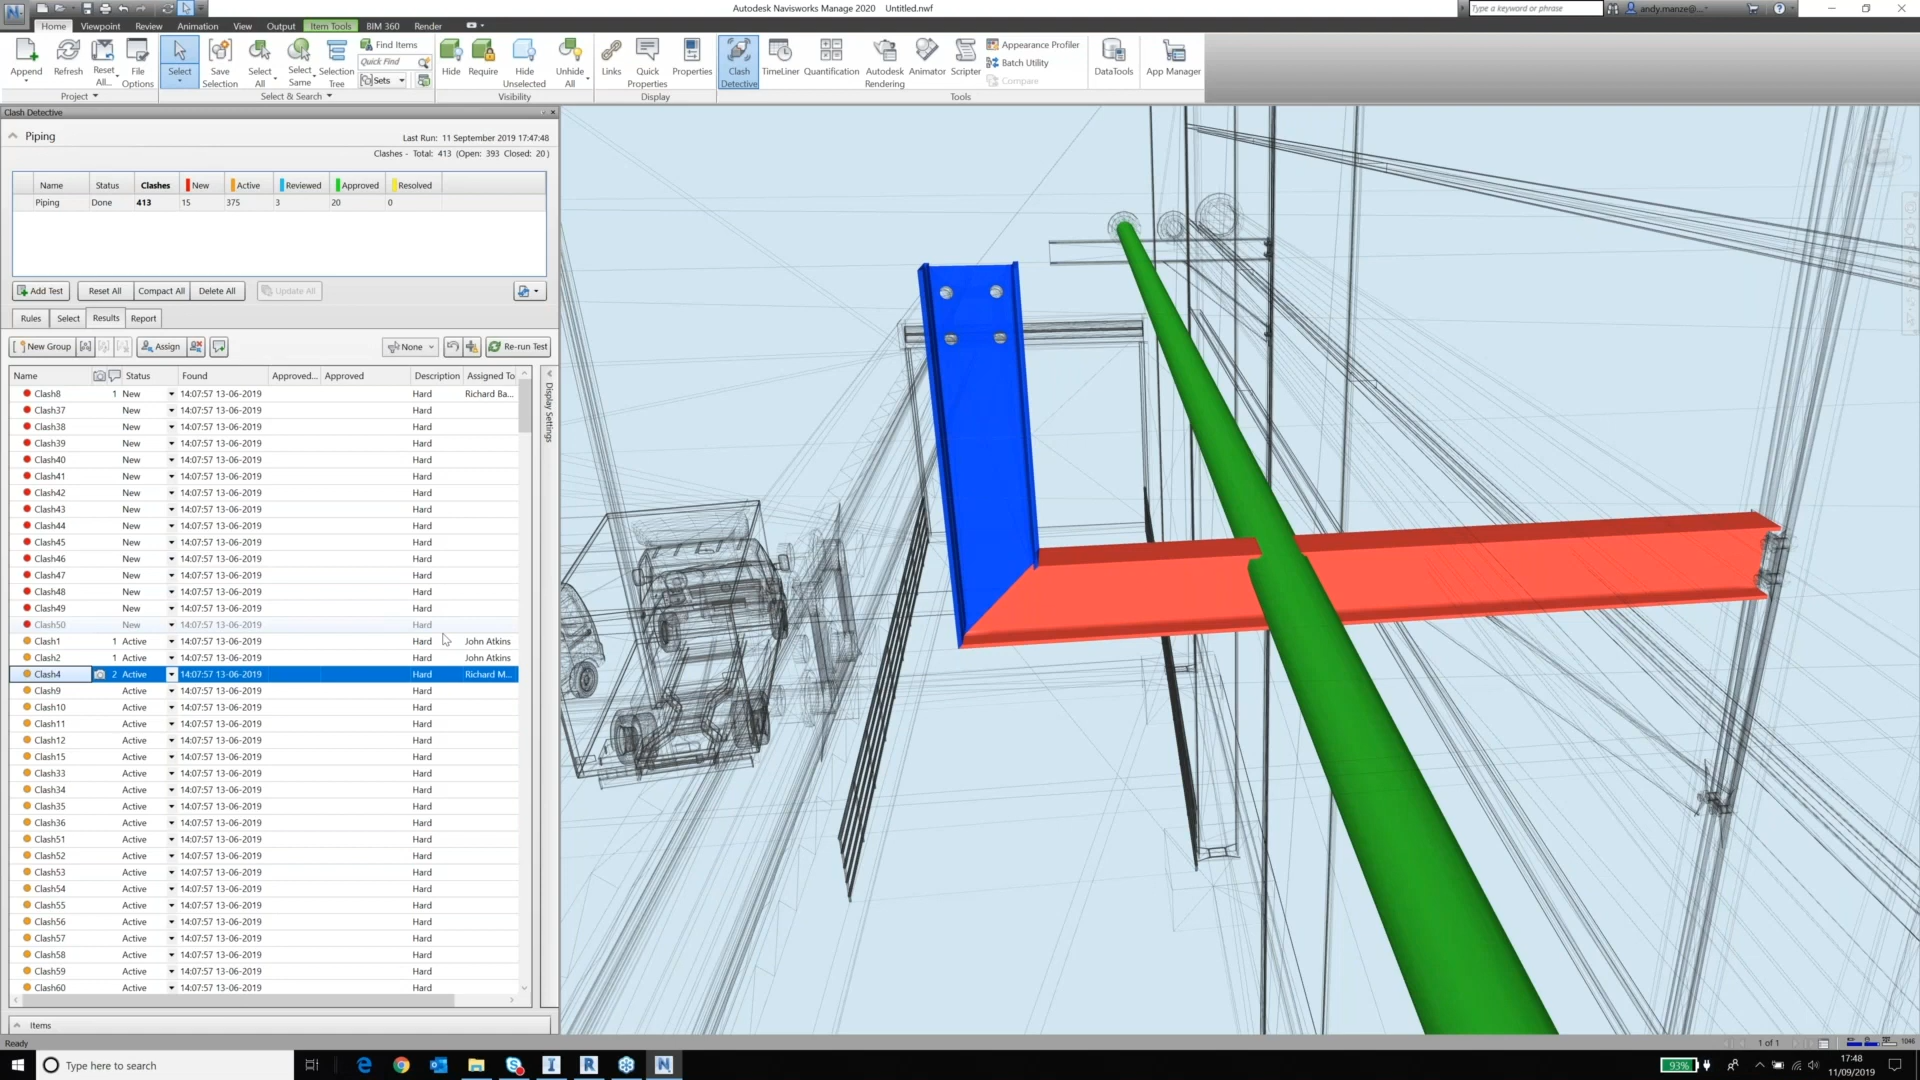 Autodesk Navisworks Manage 2020 Untitled.nwf
Type a keyword or phrase
andy.manze@...
Home Viewpoint Review Animation View Output Item Tools BIM 360 Render
Append Refresh Reset All... File Options
Select Save Selection Select All Select Same Selection Tree
Find Items
Quick Find
Sets
Hide Require Hide Unselected Unhide All
Links Quick Properties Properties
Clash Detective TimeLiner Quantification Autodesk Rendering Animator Scripter
Appearance Profiler
Batch Utility
Compare
DataTools App Manager
Project Select & Search Visibility Display Tools
Clash Detective
Piping
Last Run: 11 September 2019 17:47:48
Clashes - Total: 413 (Open: 393 Closed: 20 )
Name Status Clashes New Active Reviewed Approved Resolved
Piping Done 413 15 375 3 20 0
Add Test Reset All Compact All Delete All Update All
Rules Select Results Report
New Group Assign None Re-run Test
Name Status Found Approved... Approved Description Assigned To
Clash8 1 New 14:07:57 13-06-2019 Hard Richard Ba...
Clash37 New 14:07:57 13-06-2019 Hard
Clash38 New 14:07:57 13-06-2019 Hard
Clash39 New 14:07:57 13-06-2019 Hard
Clash40 New 14:07:57 13-06-2019 Hard
Clash41 New 14:07:57 13-06-2019 Hard
Clash42 New 14:07:57 13-06-2019 Hard
Clash43 New 14:07:57 13-06-2019 Hard
Clash44 New 14:07:57 13-06-2019 Hard
Clash45 New 14:07:57 13-06-2019 Hard
Clash46 New 14:07:57 13-06-2019 Hard
Clash47 New 14:07:57 13-06-2019 Hard
Clash48 New 14:07:57 13-06-2019 Hard
Clash49 New 14:07:57 13-06-2019 Hard
Clash50 New 14:07:57 13-06-2019 Hard
Clash1 1 Active 14:07:57 13-06-2019 Hard John Atkins
Clash2 1 Active 14:07:57 13-06-2019 Hard John Atkins
Clash4 2 Active 14:07:57 13-06-2019 Hard Richard M...
Clash9 Active 14:07:57 13-06-2019 Hard
Clash10 Active 14:07:57 13-06-2019 Hard
Clash11 Active 14:07:57 13-06-2019 Hard
Clash12 Active 14:07:57 13-06-2019 Hard
Clash15 Active 14:07:57 13-06-2019 Hard
Clash33 Active 14:07:57 13-06-2019 Hard
Clash34 Active 14:07:57 13-06-2019 Hard
Clash35 Active 14:07:57 13-06-2019 Hard
Clash36 Active 14:07:57 13-06-2019 Hard
Clash51 Active 14:07:57 13-06-2019 Hard
Clash52 Active 14:07:57 13-06-2019 Hard
Clash53 Active 14:07:57 13-06-2019 Hard
Clash54 Active 14:07:57 13-06-2019 Hard
Clash55 Active 14:07:57 13-06-2019 Hard
Clash56 Active 14:07:57 13-06-2019 Hard
Clash57 Active 14:07:57 13-06-2019 Hard
Clash58 Active 14:07:57 13-06-2019 Hard
Clash59 Active 14:07:57 13-06-2019 Hard
Clash60 Active 14:07:57 13-06-2019 Hard
Display Settings
Items
Ready
1 of 1
1046
Type here to search
93%
17:48
11/09/2019